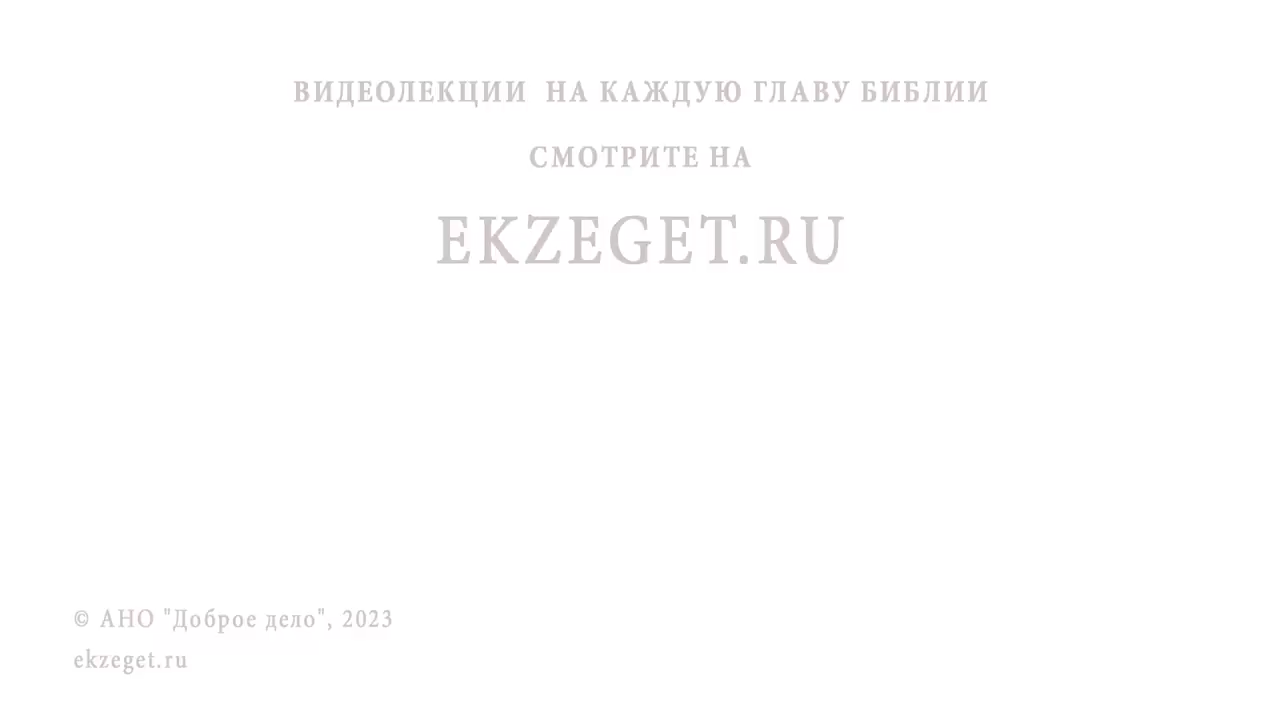 ВИДЕОЛЕКЦИИ НА КАЖДУЮ ГЛАВУ БИБЛИИ
СМОТРИТЕ НА
EKZEGET.RU
© АНО "Доброе дело", 2023
ekzeget.ru